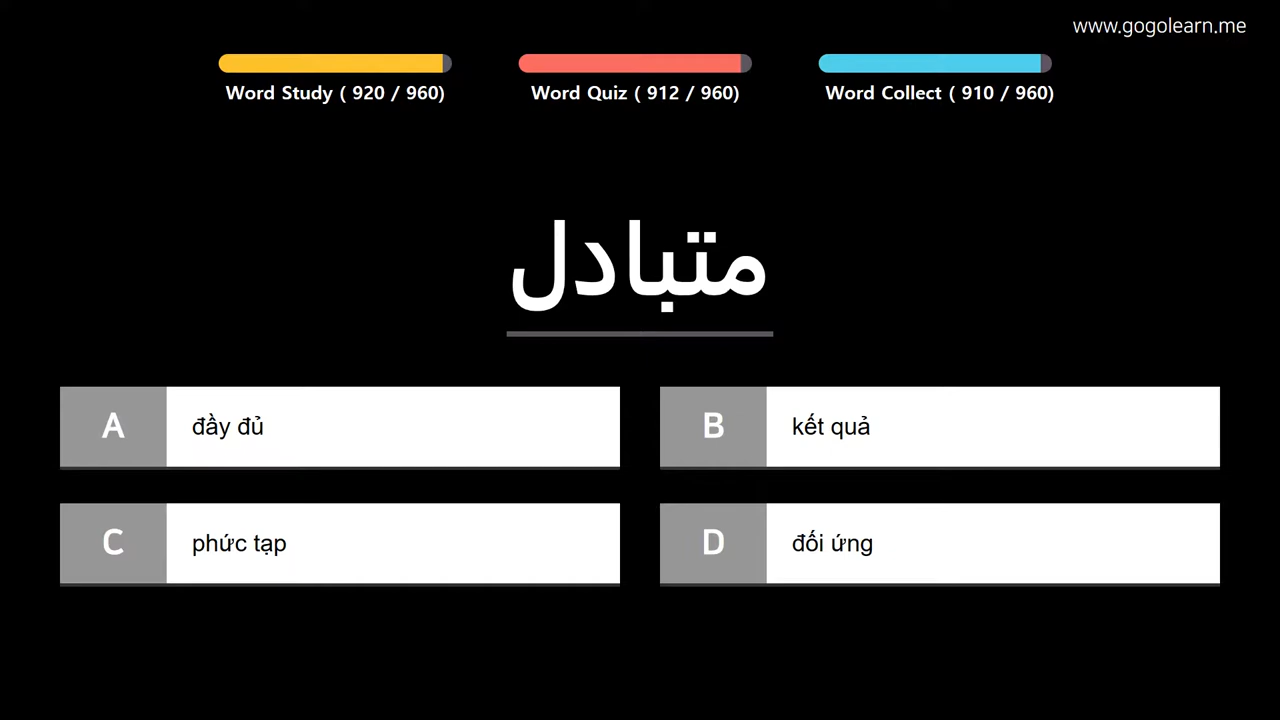 www.gogolearn.me
Word Study ( 920 / 960)
Word Quiz ( 912 / 960)
Word Collect ( 910 / 960)
متبادل
A đầy đủ
B kết quả
C phức tạp
D đối ứng